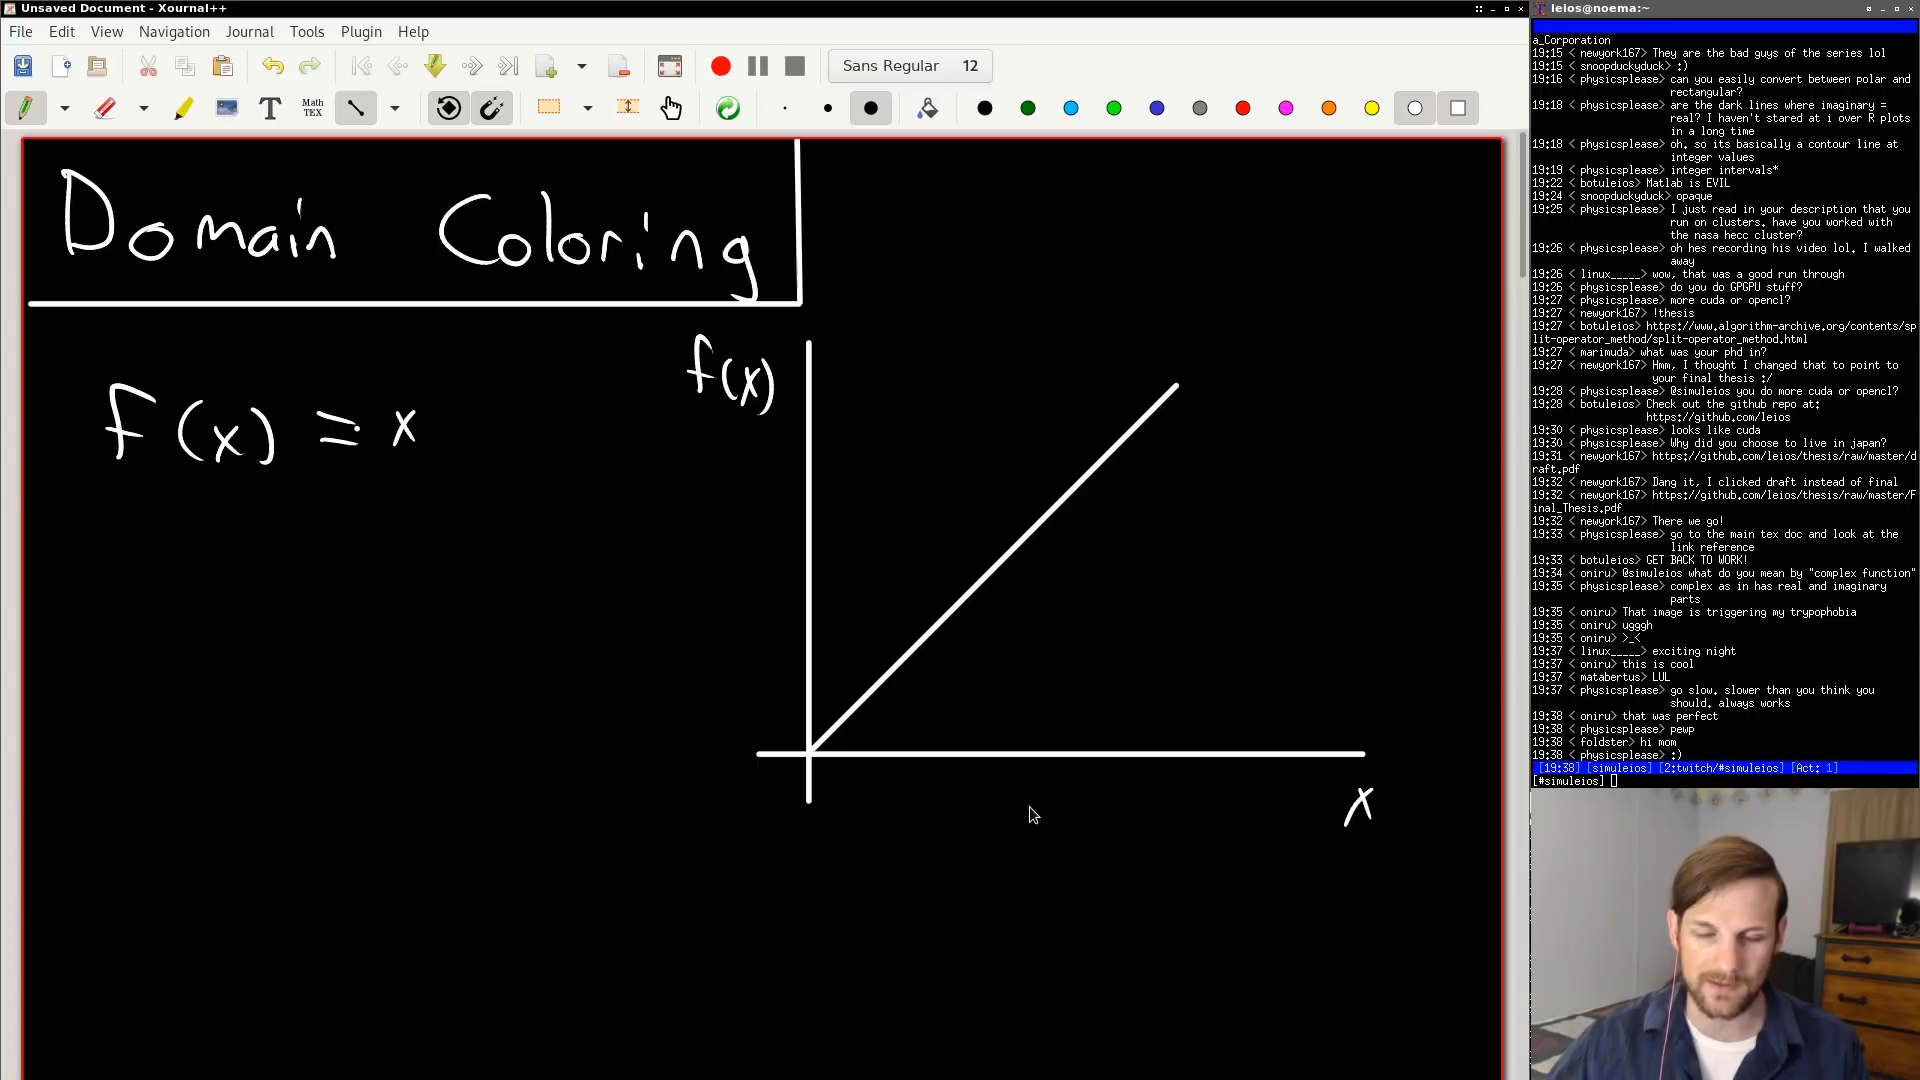 Unsaved Document - Xournal++
File Edit View Navigation Journal Tools Plugin Help
Sans Regular 12
T Math TEX
Domain Coloring
f(x)
f(x) = x
x
leios@noema:~
a_Corporation
19:15 < newyork167> They are the bad guys of the series lol
19:15 < snoopduckyduck> :)
19:16 < physicsplease> can you easily convert between polar and
rectangular?
19:18 < physicsplease> are the dark lines where imaginary =
real? I haven't stared at i over R plots
in a long time
19:18 < physicsplease> oh. so its basically a contour line at
integer values
19:19 < physicsplease> integer intervals*
19:22 < botuleios> Matlab is EVIL
19:24 < snoopduckyduck> opaque
19:25 < physicsplease> I just read in your description that you
run on clusters. have you worked with
the nasa hecc cluster?
19:26 < physicsplease> oh hes recording his video lol. I walked
away
19:26 < linux_____> wow, that was a good run through
19:26 < physicsplease> do you do GPGPU stuff?
19:27 < physicsplease> more cuda or opencl?
19:27 < newyork167> !thesis
19:27 < botuleios> https://www.algorithm-archive.org/contents/sp
lit-operator_method/split-operator_method.html
19:27 < marimuda> what was your phd in?
19:27 < newyork167> Hmm, I thought I changed that to point to
your final thesis :/
19:28 < physicsplease> @simuleios you do more cuda or opencl?
19:28 < botuleios> Check out the github repo at:
https://github.com/leios
19:30 < physicsplease> looks like cuda
19:30 < physicsplease> Why did you choose to live in japan?
19:31 < newyork167> https://github.com/leios/thesis/raw/master/d
raft.pdf
19:32 < newyork167> Dang it, I clicked draft instead of final
19:32 < newyork167> https://github.com/leios/thesis/raw/master/F
inal_Thesis.pdf
19:32 < newyork167> There we go!
19:33 < physicsplease> go to the main tex doc and look at the
link reference
19:33 < botuleios> GET BACK TO WORK!
19:34 < oniru> @simuleios what do you mean by "complex function"
19:35 < physicsplease> complex as in has real and imaginary
parts
19:35 < oniru> That image is triggering my trypophobia
19:35 < oniru> ugggh
19:35 < oniru> >_<
19:37 < linux_____> exciting night
19:37 < oniru> this is cool
19:37 < matabertus> LUL
19:37 < physicsplease> go slow. slower than you think you
should. always works
19:38 < oniru> that was perfect
19:38 < physicsplease> pewp
19:38 < foldster> hi mom
19:38 < physicsplease> :)
[19:38] [simuleios] [2:twitch/#simuleios] [Act: 1]
[#simuleios]